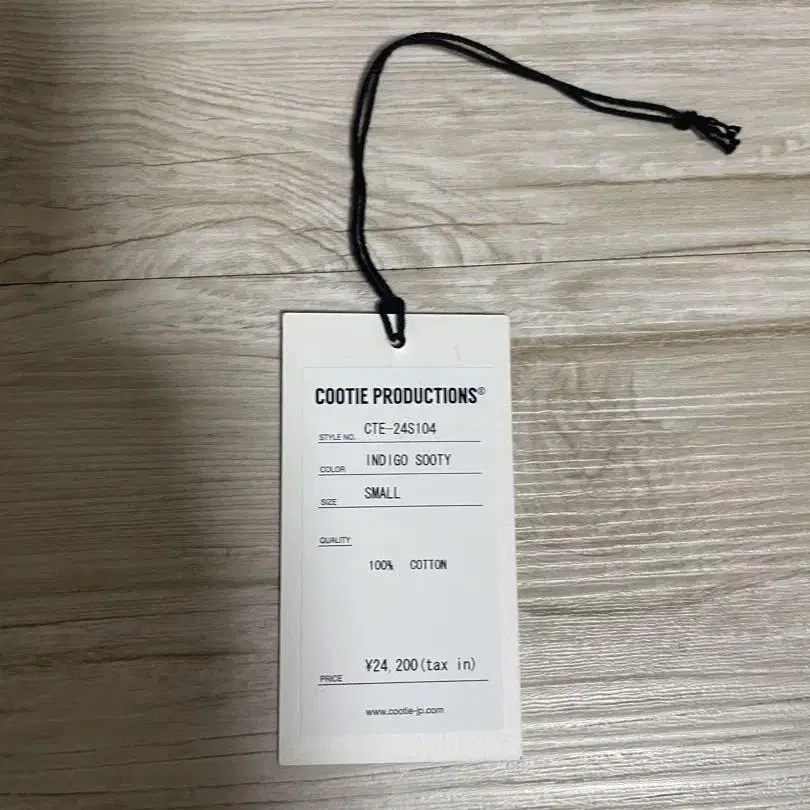 COOTIE PRODUCTIONS®
STYLE NO. CTE-24S104
COLOR INDIGO SOOTY
SIZE SMALL
QUALITY
100% COTTON
PRICE ¥24,200(tax in)
www.cootie-jp.com